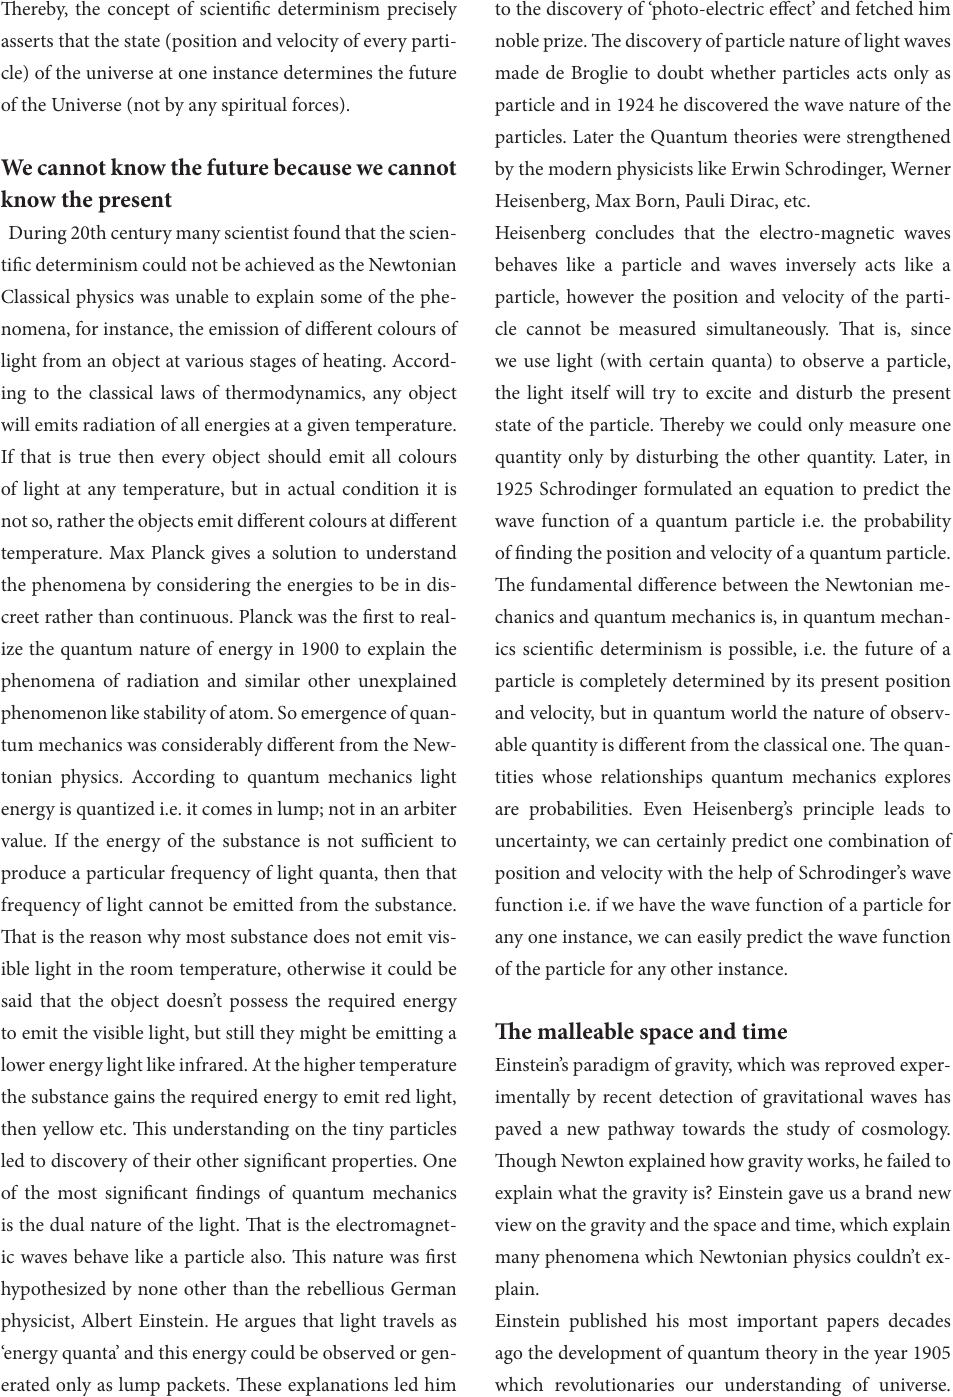 Thereby, the concept of scientific determinism precisely
asserts that the state (position and velocity of every parti-
cle) of the universe at one instance determines the future
of the Universe (not by any spiritual forces).
We cannot know the future because we cannot
know the present
During 20th century many scientist found that the scien-
tific determinism could not be achieved as the Newtonian
Classical physics was unable to explain some of the phe-
nomena, for instance, the emission of different colours of
light from an object at various stages of heating. Accord-
ing to the classical laws of thermodynamics, any object
will emits radiation of all energies at a given temperature.
If that is true then every object should emit all colours
of light at any temperature, but in actual condition it is
not so, rather the objects emit different colours at different
temperature. Max Planck gives a solution to understand
the phenomena by considering the energies to be in dis-
creet rather than continuous. Planck was the first to real-
ize the quantum nature of energy in 1900 to explain the
phenomena of radiation and similar other unexplained
phenomenon like stability of atom. So emergence of quan-
tum mechanics was considerably different from the New-
tonian physics. According to quantum mechanics light
energy is quantized i.e. it comes in lump; not in an arbiter
value. If the energy of the substance is not sufficient to
produce a particular frequency of light quanta, then that
frequency of light cannot be emitted from the substance.
That is the reason why most substance does not emit vis-
ible light in the room temperature, otherwise it could be
said that the object doesn’t possess the required energy
to emit the visible light, but still they might be emitting a
lower energy light like infrared. At the higher temperature
the substance gains the required energy to emit red light,
then yellow etc. This understanding on the tiny particles
led to discovery of their other significant properties. One
of the most significant findings of quantum mechanics
is the dual nature of the light. That is the electromagnet-
ic waves behave like a particle also. This nature was first
hypothesized by none other than the rebellious German
physicist, Albert Einstein. He argues that light travels as
‘energy quanta’ and this energy could be observed or gen-
erated only as lump packets. These explanations led him
to the discovery of ‘photo-electric effect’ and fetched him
noble prize. The discovery of particle nature of light waves
made de Broglie to doubt whether particles acts only as
particle and in 1924 he discovered the wave nature of the
particles. Later the Quantum theories were strengthened
by the modern physicists like Erwin Schrodinger, Werner
Heisenberg, Max Born, Pauli Dirac, etc.
Heisenberg concludes that the electro-magnetic waves
behaves like a particle and waves inversely acts like a
particle, however the position and velocity of the parti-
cle cannot be measured simultaneously. That is, since
we use light (with certain quanta) to observe a particle,
the light itself will try to excite and disturb the present
state of the particle. Thereby we could only measure one
quantity only by disturbing the other quantity. Later, in
1925 Schrodinger formulated an equation to predict the
wave function of a quantum particle i.e. the probability
of finding the position and velocity of a quantum particle.
The fundamental difference between the Newtonian me-
chanics and quantum mechanics is, in quantum mechan-
ics scientific determinism is possible, i.e. the future of a
particle is completely determined by its present position
and velocity, but in quantum world the nature of observ-
able quantity is different from the classical one. The quan-
tities whose relationships quantum mechanics explores
are probabilities. Even Heisenberg’s principle leads to
uncertainty, we can certainly predict one combination of
position and velocity with the help of Schrodinger’s wave
function i.e. if we have the wave function of a particle for
any one instance, we can easily predict the wave function
of the particle for any other instance.
The malleable space and time
Einstein’s paradigm of gravity, which was reproved exper-
imentally by recent detection of gravitational waves has
paved a new pathway towards the study of cosmology.
Though Newton explained how gravity works, he failed to
explain what the gravity is? Einstein gave us a brand new
view on the gravity and the space and time, which explain
many phenomena which Newtonian physics couldn’t ex-
plain.
Einstein published his most important papers decades
ago the development of quantum theory in the year 1905
which revolutionaries our understanding of universe.